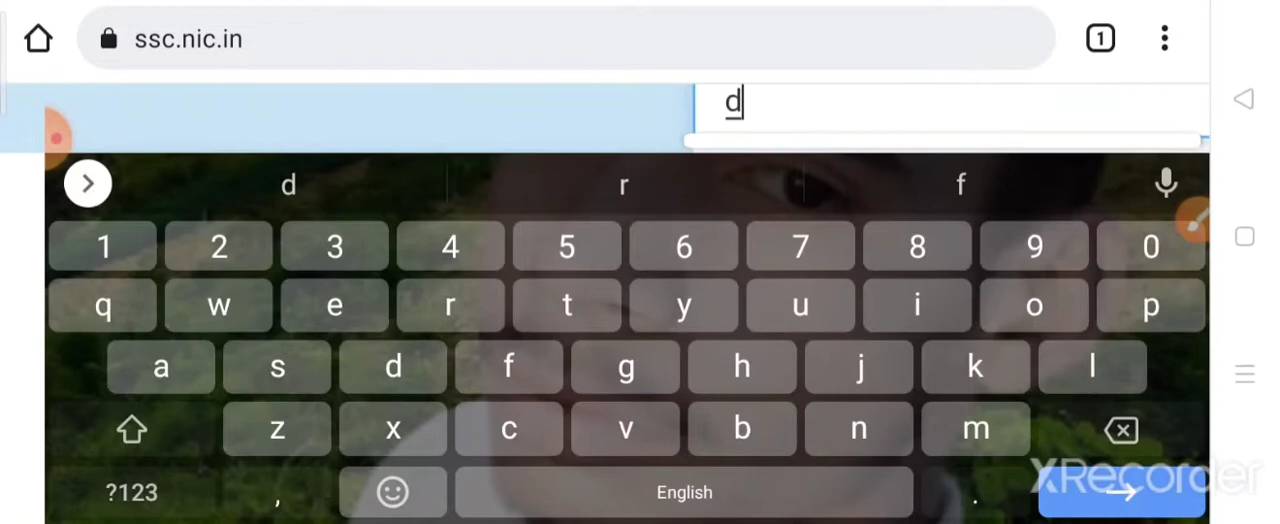 ssc.nic.in
1
d
d r f
1 2 3 4 5 6 7 8 9 0
q w e r t y u i o p
a s d f g h j k l
z x c v b n m
?123 , English .
XRecorder